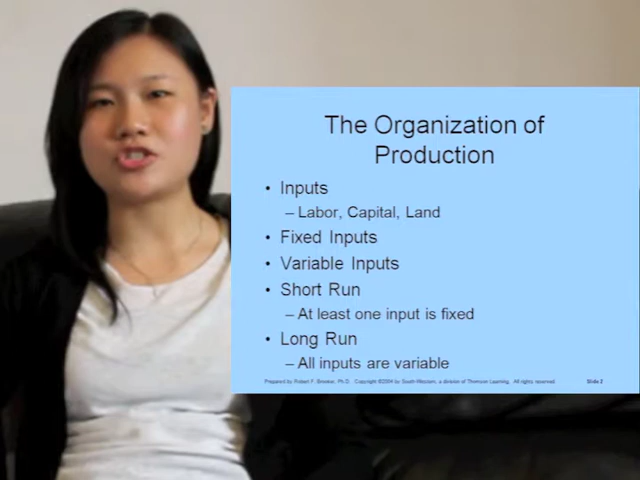 The Organization of
Production
• Inputs
– Labor, Capital, Land
• Fixed Inputs
• Variable Inputs
• Short Run
– At least one input is fixed
• Long Run
– All inputs are variable
Prepared by Robert F. Brooker, Ph.D. Copyright ©2004 by South-Western, a division of Thomson Learning. All rights reserved. Slide 2